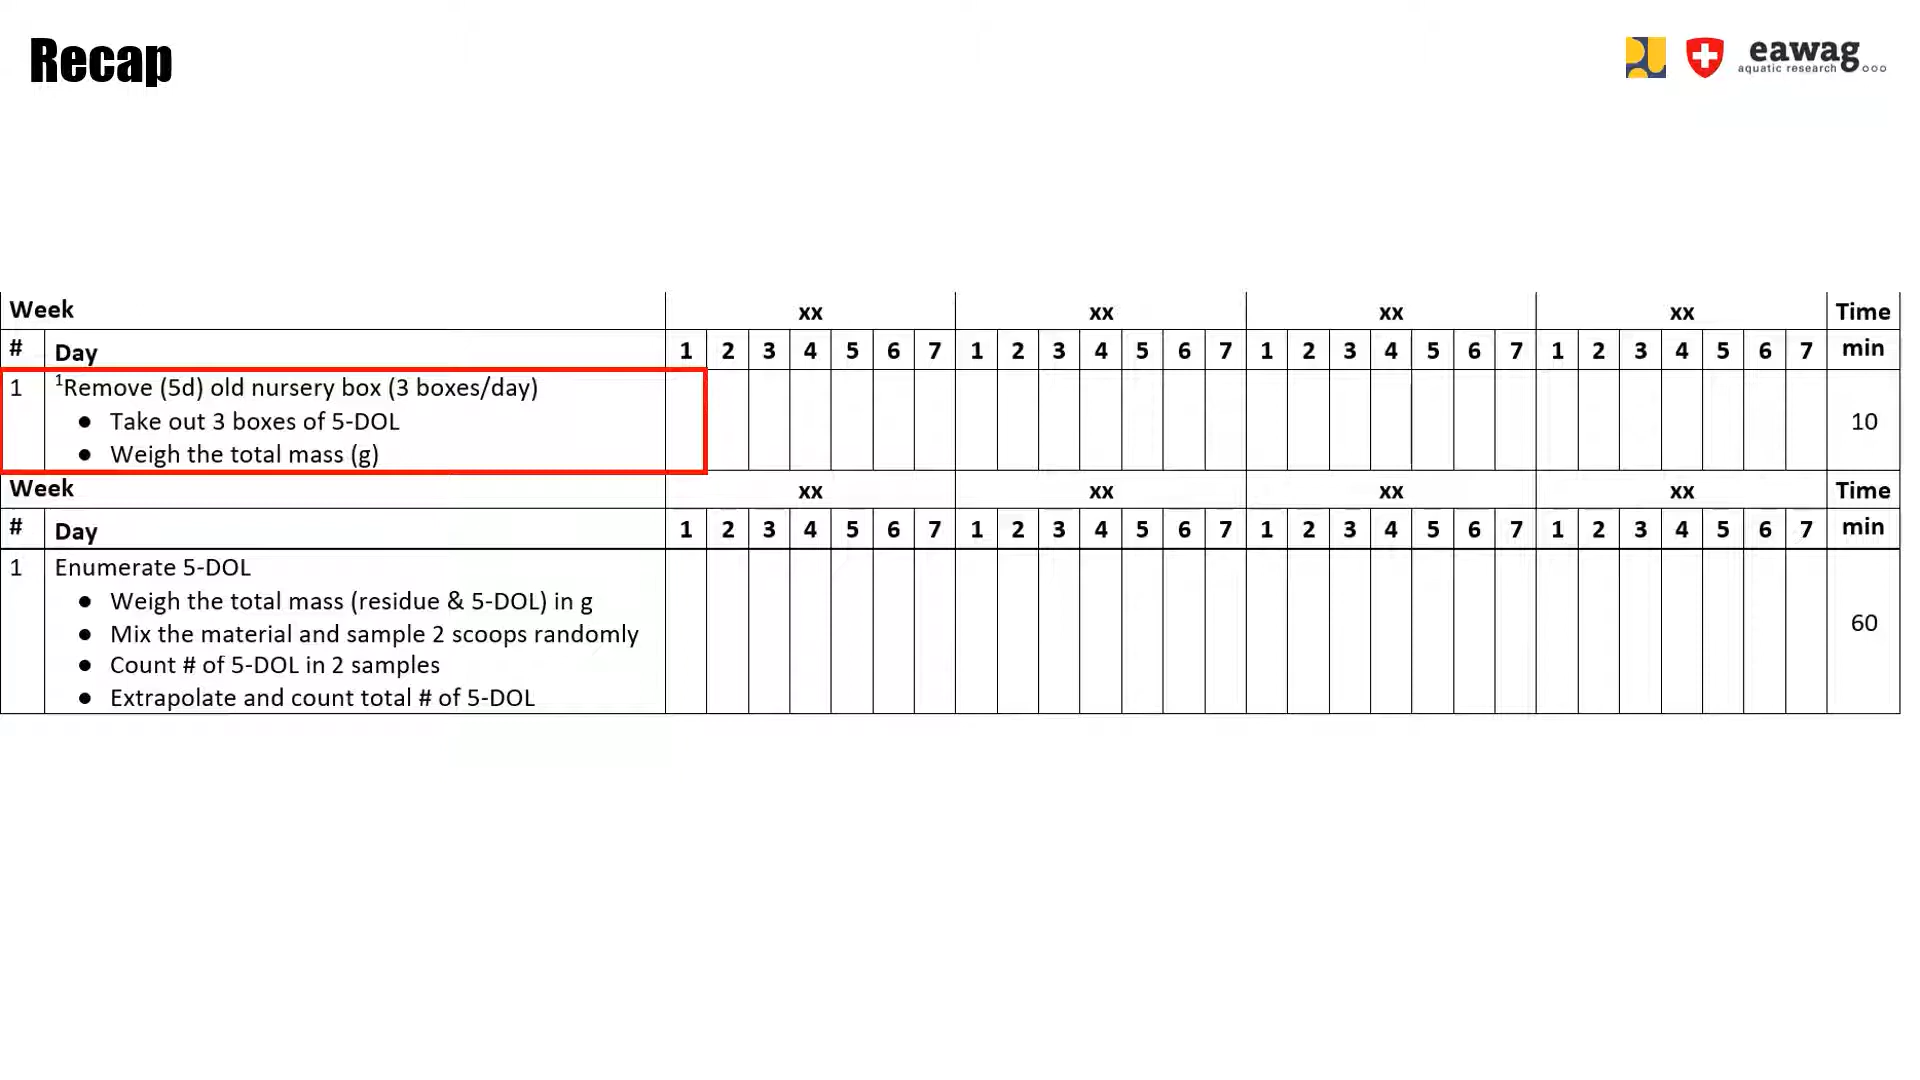 Recap
eawag
aquatic research
Week xx xx xx xx Time
# Day 1 2 3 4 5 6 7 1 2 3 4 5 6 7 1 2 3 4 5 6 7 1 2 3 4 5 6 7 min
1 ¹Remove (5d) old nursery box (3 boxes/day)
● Take out 3 boxes of 5-DOL 10
● Weigh the total mass (g)
Week xx xx xx xx Time
# Day 1 2 3 4 5 6 7 1 2 3 4 5 6 7 1 2 3 4 5 6 7 1 2 3 4 5 6 7 min
1 Enumerate 5-DOL
● Weigh the total mass (residue & 5-DOL) in g
● Mix the material and sample 2 scoops randomly 60
● Count # of 5-DOL in 2 samples
● Extrapolate and count total # of 5-DOL